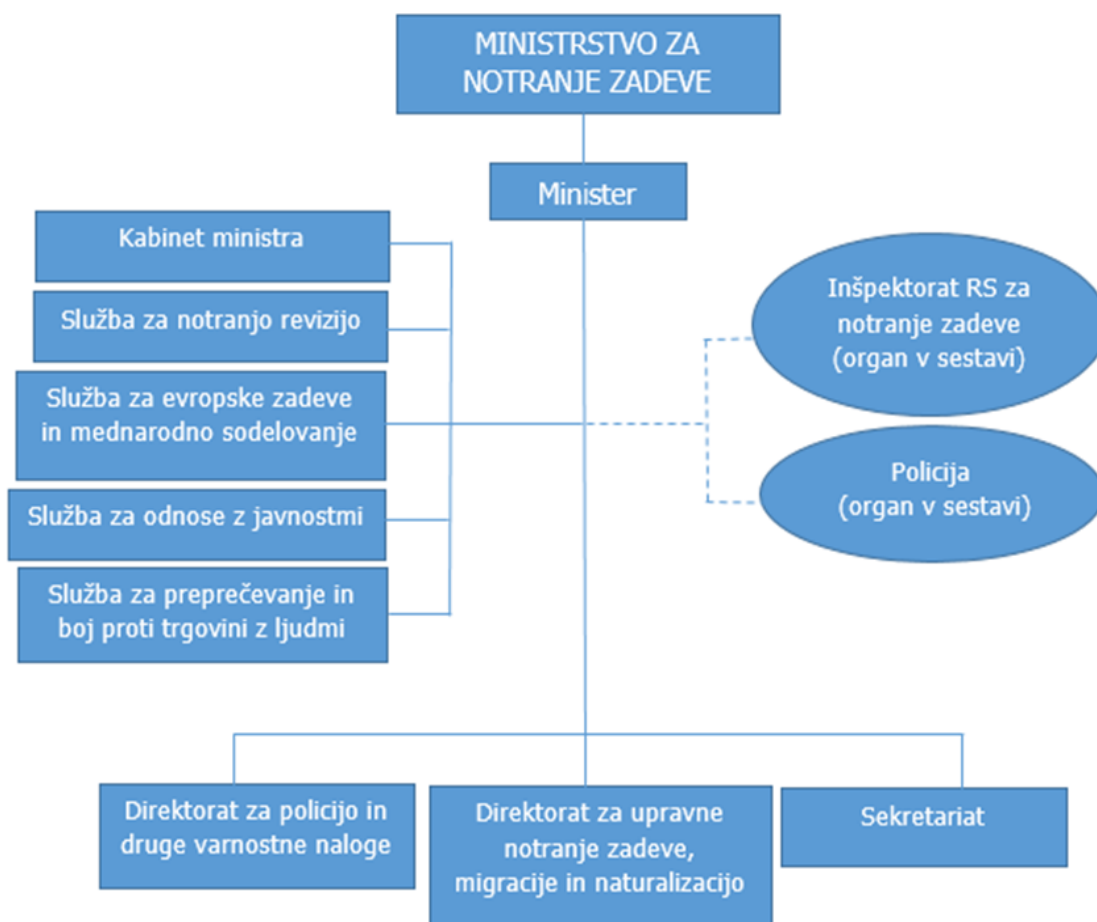 MINISTRSTVO ZA
NOTRANJE ZADEVE
Minister
Kabinet ministra
Služba za notranjo revizijo
Služba za evropske zadeve
in mednarodno sodelovanje
Služba za odnose z javnostmi
Služba za preprečevanje in
boj proti trgovini z ljudmi
Inšpektorat RS za
notranje zadeve
(organ v sestavi)
Policija
(organ v sestavi)
Direktorat za policijo in
druge varnostne naloge
Direktorat za upravne
notranje zadeve,
migracije in naturalizacijo
Sekretariat